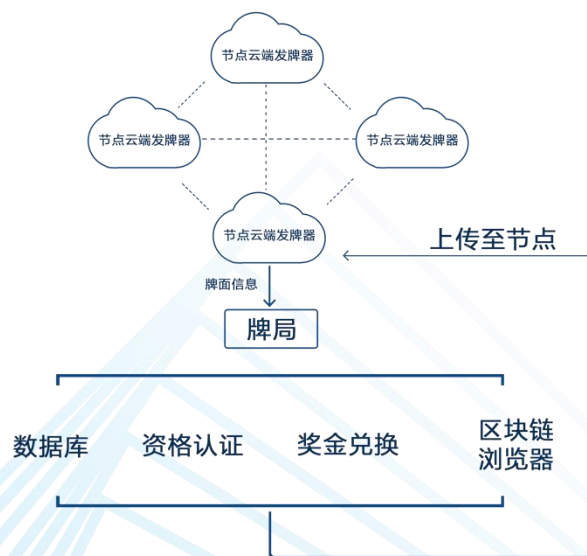 节点云端发牌器
节点云端发牌器
节点云端发牌器
节点云端发牌器
上传至节点
牌面信息
牌局
数据库
资格认证
奖金兑换
区块链
浏览器